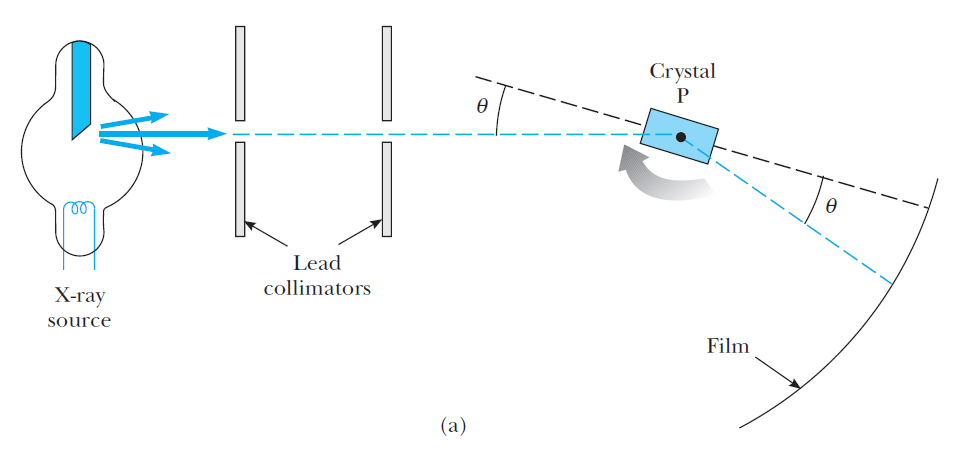 Crystal
P
θ
θ
Lead
collimators
X-ray
source
Film
(a)